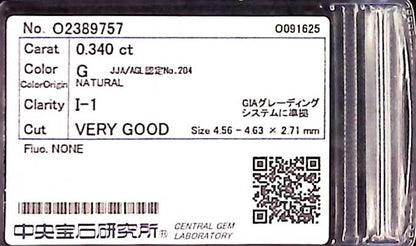 No. O2389757 O091625
Carat 0.340 ct
Color G JJA/AGL認定No.204
ColorOrigin NATURAL
Clarity I-1 GIAグレーディング
システムに準拠
Cut VERY GOOD Size 4.56 - 4.63 × 2.71 mm
Fluo. NONE
中央宝石研究所® CENTRAL GEM
LABORATORY